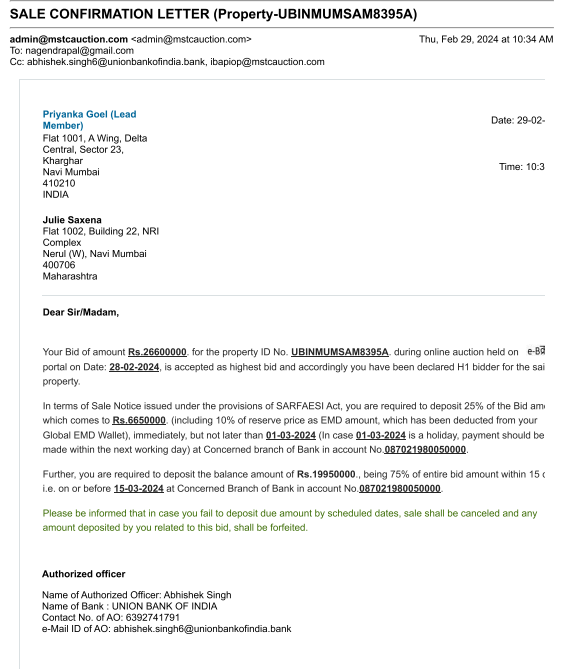 SALE CONFIRMATION LETTER (Property-UBINMUMSAM8395A)
admin@mstcauction.com <admin@mstcauction.com> Thu, Feb 29, 2024 at 10:34 AM
To: nagendrapal@gmail.com
Cc: abhishek.singh6@unionbankofindia.bank, ibapiop@mstcauction.com
Priyanka Goel (Lead
Member)
Date: 29-02-
Flat 1001, A Wing, Delta
Central, Sector 23,
Kharghar
Time: 10:3
Navi Mumbai
410210
INDIA
Julie Saxena
Flat 1002, Building 22, NRI
Complex
Nerul (W), Navi Mumbai
400706
Maharashtra
Dear Sir/Madam,
Your Bid of amount Rs.26600000. for the property ID No. UBINMUMSAM8395A. during online auction held on
portal on Date: 28-02-2024, is accepted as highest bid and accordingly you have been declared H1 bidder for the sai
property.
In terms of Sale Notice issued under the provisions of SARFAESI Act, you are required to deposit 25% of the Bid am
which comes to Rs.6650000. (including 10% of reserve price as EMD amount, which has been deducted from your
Global EMD Wallet), immediately, but not later than 01-03-2024 (In case 01-03-2024 is a holiday, payment should be
made within the next working day) at Concerned branch of Bank in account No.087021980050000.
Further, you are required to deposit the balance amount of Rs.19950000., being 75% of entire bid amount within 15
i.e. on or before 15-03-2024 at Concerned Branch of Bank in account No.087021980050000.
Please be informed that in case you fail to deposit due amount by scheduled dates, sale shall be canceled and any
amount deposited by you related to this bid, shall be forfeited.
Authorized officer
Name of Authorized Officer: Abhishek Singh
Name of Bank : UNION BANK OF INDIA
Contact No. of AO: 6392741791
e-Mail ID of AO: abhishek.singh6@unionbankofindia.bank